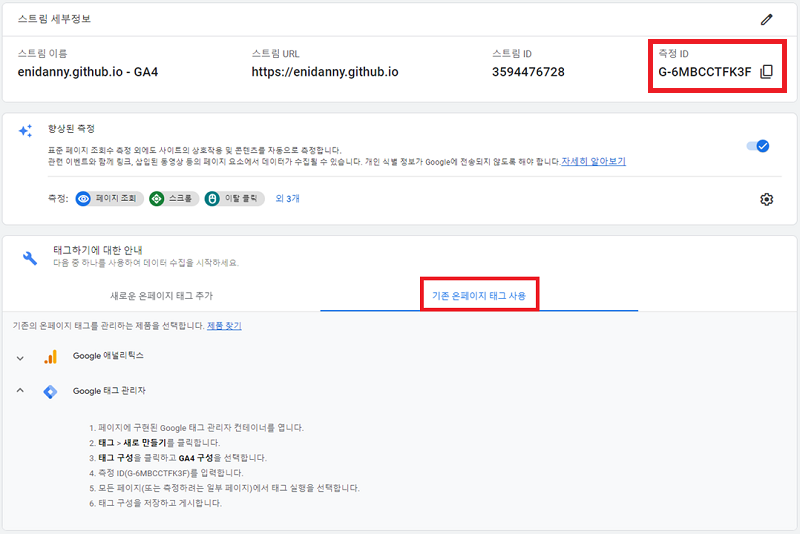 스트림 세부정보
스트림 이름
스트림 URL
스트림 ID
측정 ID
enidanny.github.io - GA4
https://enidanny.github.io
3594476728
G-6MBCCTFK3F
향상된 측정
표준 페이지 조회수 측정 외에도 사이트의 상호작용 및 콘텐츠를 자동으로 측정합니다.
관련 이벤트와 함께 링크, 삽입된 동영상 등의 페이지 요소에서 데이터가 수집될 수 있습니다. 개인 식별 정보가 Google에 전송되지 않도록 해야 합니다.자세히 알아보기
측정: 페이지 조회 스크롤 이탈 클릭 외 3개
태그하기에 대한 안내
다음 중 하나를 사용하여 데이터 수집을 시작하세요.
새로운 온페이지 태그 추가
기존 온페이지 태그 사용
기존의 온페이지 태그를 관리하는 제품을 선택합니다. 제품 찾기
Google 애널리틱스
Google 태그 관리자
1. 페이지에 구현된 Google 태그 관리자 컨테이너를 엽니다.
2. 태그 > 새로 만들기를 클릭합니다.
3. 태그 구성을 클릭하고 GA4 구성을 선택합니다.
4. 측정 ID(G-6MBCCTFK3F)를 입력합니다.
5. 모든 페이지(또는 측정하려는 일부 페이지)에서 태그 실행을 선택합니다.
6. 태그 구성을 저장하고 게시합니다.